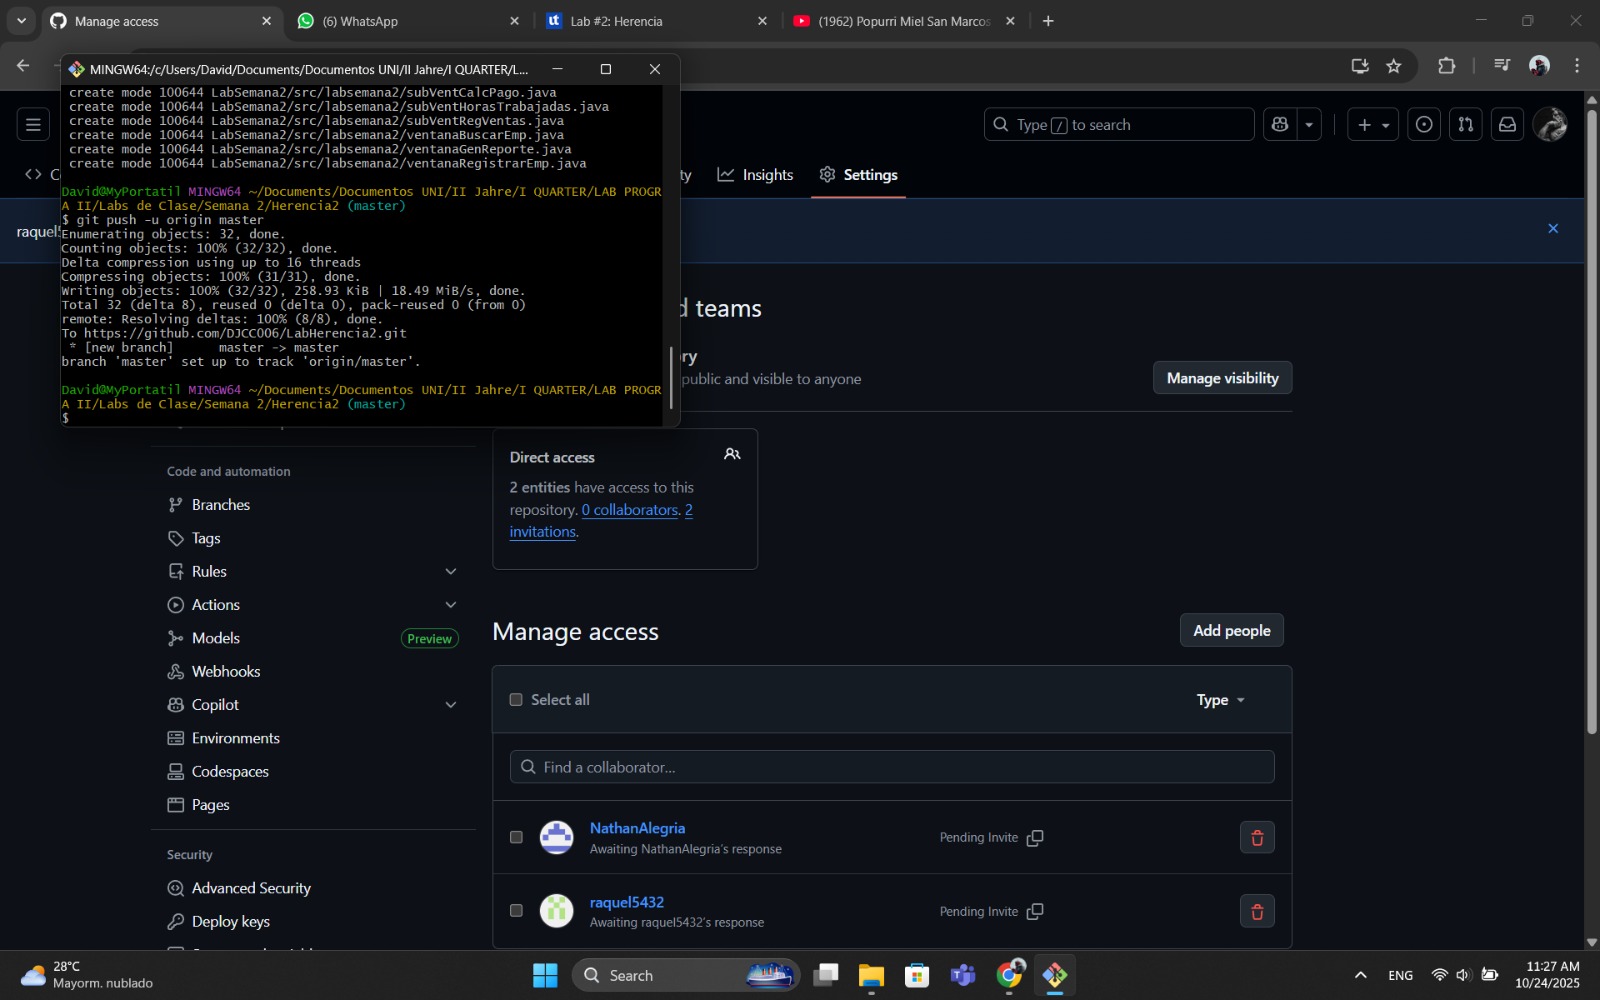 Manage access
(6) WhatsApp
ut
Lab #2: Herencia
(1962) Popurri Miel San Marcos
MINGW64:/c/Users/David/Documents/Documentos UNI/II Jahre/I QUARTER/L...
create mode 100644 LabSemana2/src/labsemana2/subVentCalcPago.java
create mode 100644 LabSemana2/src/labsemana2/subVentHorasTrabajadas.java
create mode 100644 LabSemana2/src/labsemana2/subVentRegVentas.java
create mode 100644 LabSemana2/src/labsemana2/ventanaBuscarEmp.java
create mode 100644 LabSemana2/src/labsemana2/ventanaGenReporte.java
create mode 100644 LabSemana2/src/labsemana2/ventanaRegistrarEmp.java
David@MyPortatil MINGW64 ~/Documents/Documentos UNI/II Jahre/I QUARTER/LAB PROGR
A II/Labs de Clase/Semana 2/Herencia2 (master)
$ git push -u origin master
Enumerating objects: 32, done.
Counting objects: 100% (32/32), done.
Delta compression using up to 16 threads
Compressing objects: 100% (31/31), done.
Writing objects: 100% (32/32), 258.93 KiB | 18.49 MiB/s, done.
Total 32 (delta 8), reused 0 (delta 0), pack-reused 0 (from 0)
remote: Resolving deltas: 100% (8/8), done.
To https://github.com/DJCC006/LabHerencia2.git
* [new branch]      master -> master
branch 'master' set up to track 'origin/master'.
David@MyPortatil MINGW64 ~/Documents/Documentos UNI/II Jahre/I QUARTER/LAB PROGR
A II/Labs de Clase/Semana 2/Herencia2 (master)
$
Type / to search
ty
Insights
Settings
d teams
ry
public and visible to anyone
Manage visibility
Code and automation
Branches
Tags
Rules
Actions
Models
Preview
Webhooks
Copilot
Environments
Codespaces
Pages
Security
Advanced Security
Deploy keys
Direct access
2 entities have access to this
repository. 0 collaborators. 2
invitations.
Manage access
Add people
Select all
Type
Find a collaborator...
NathanAlegria
Awaiting NathanAlegria's response
Pending Invite
raquel5432
Awaiting raquel5432's response
Pending Invite
28°C
Mayorm. nublado
Search
ENG
11:27 AM
10/24/2025